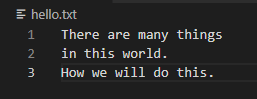 hello.txt
1 There are many things
2 in this world.
3 How we will do this.